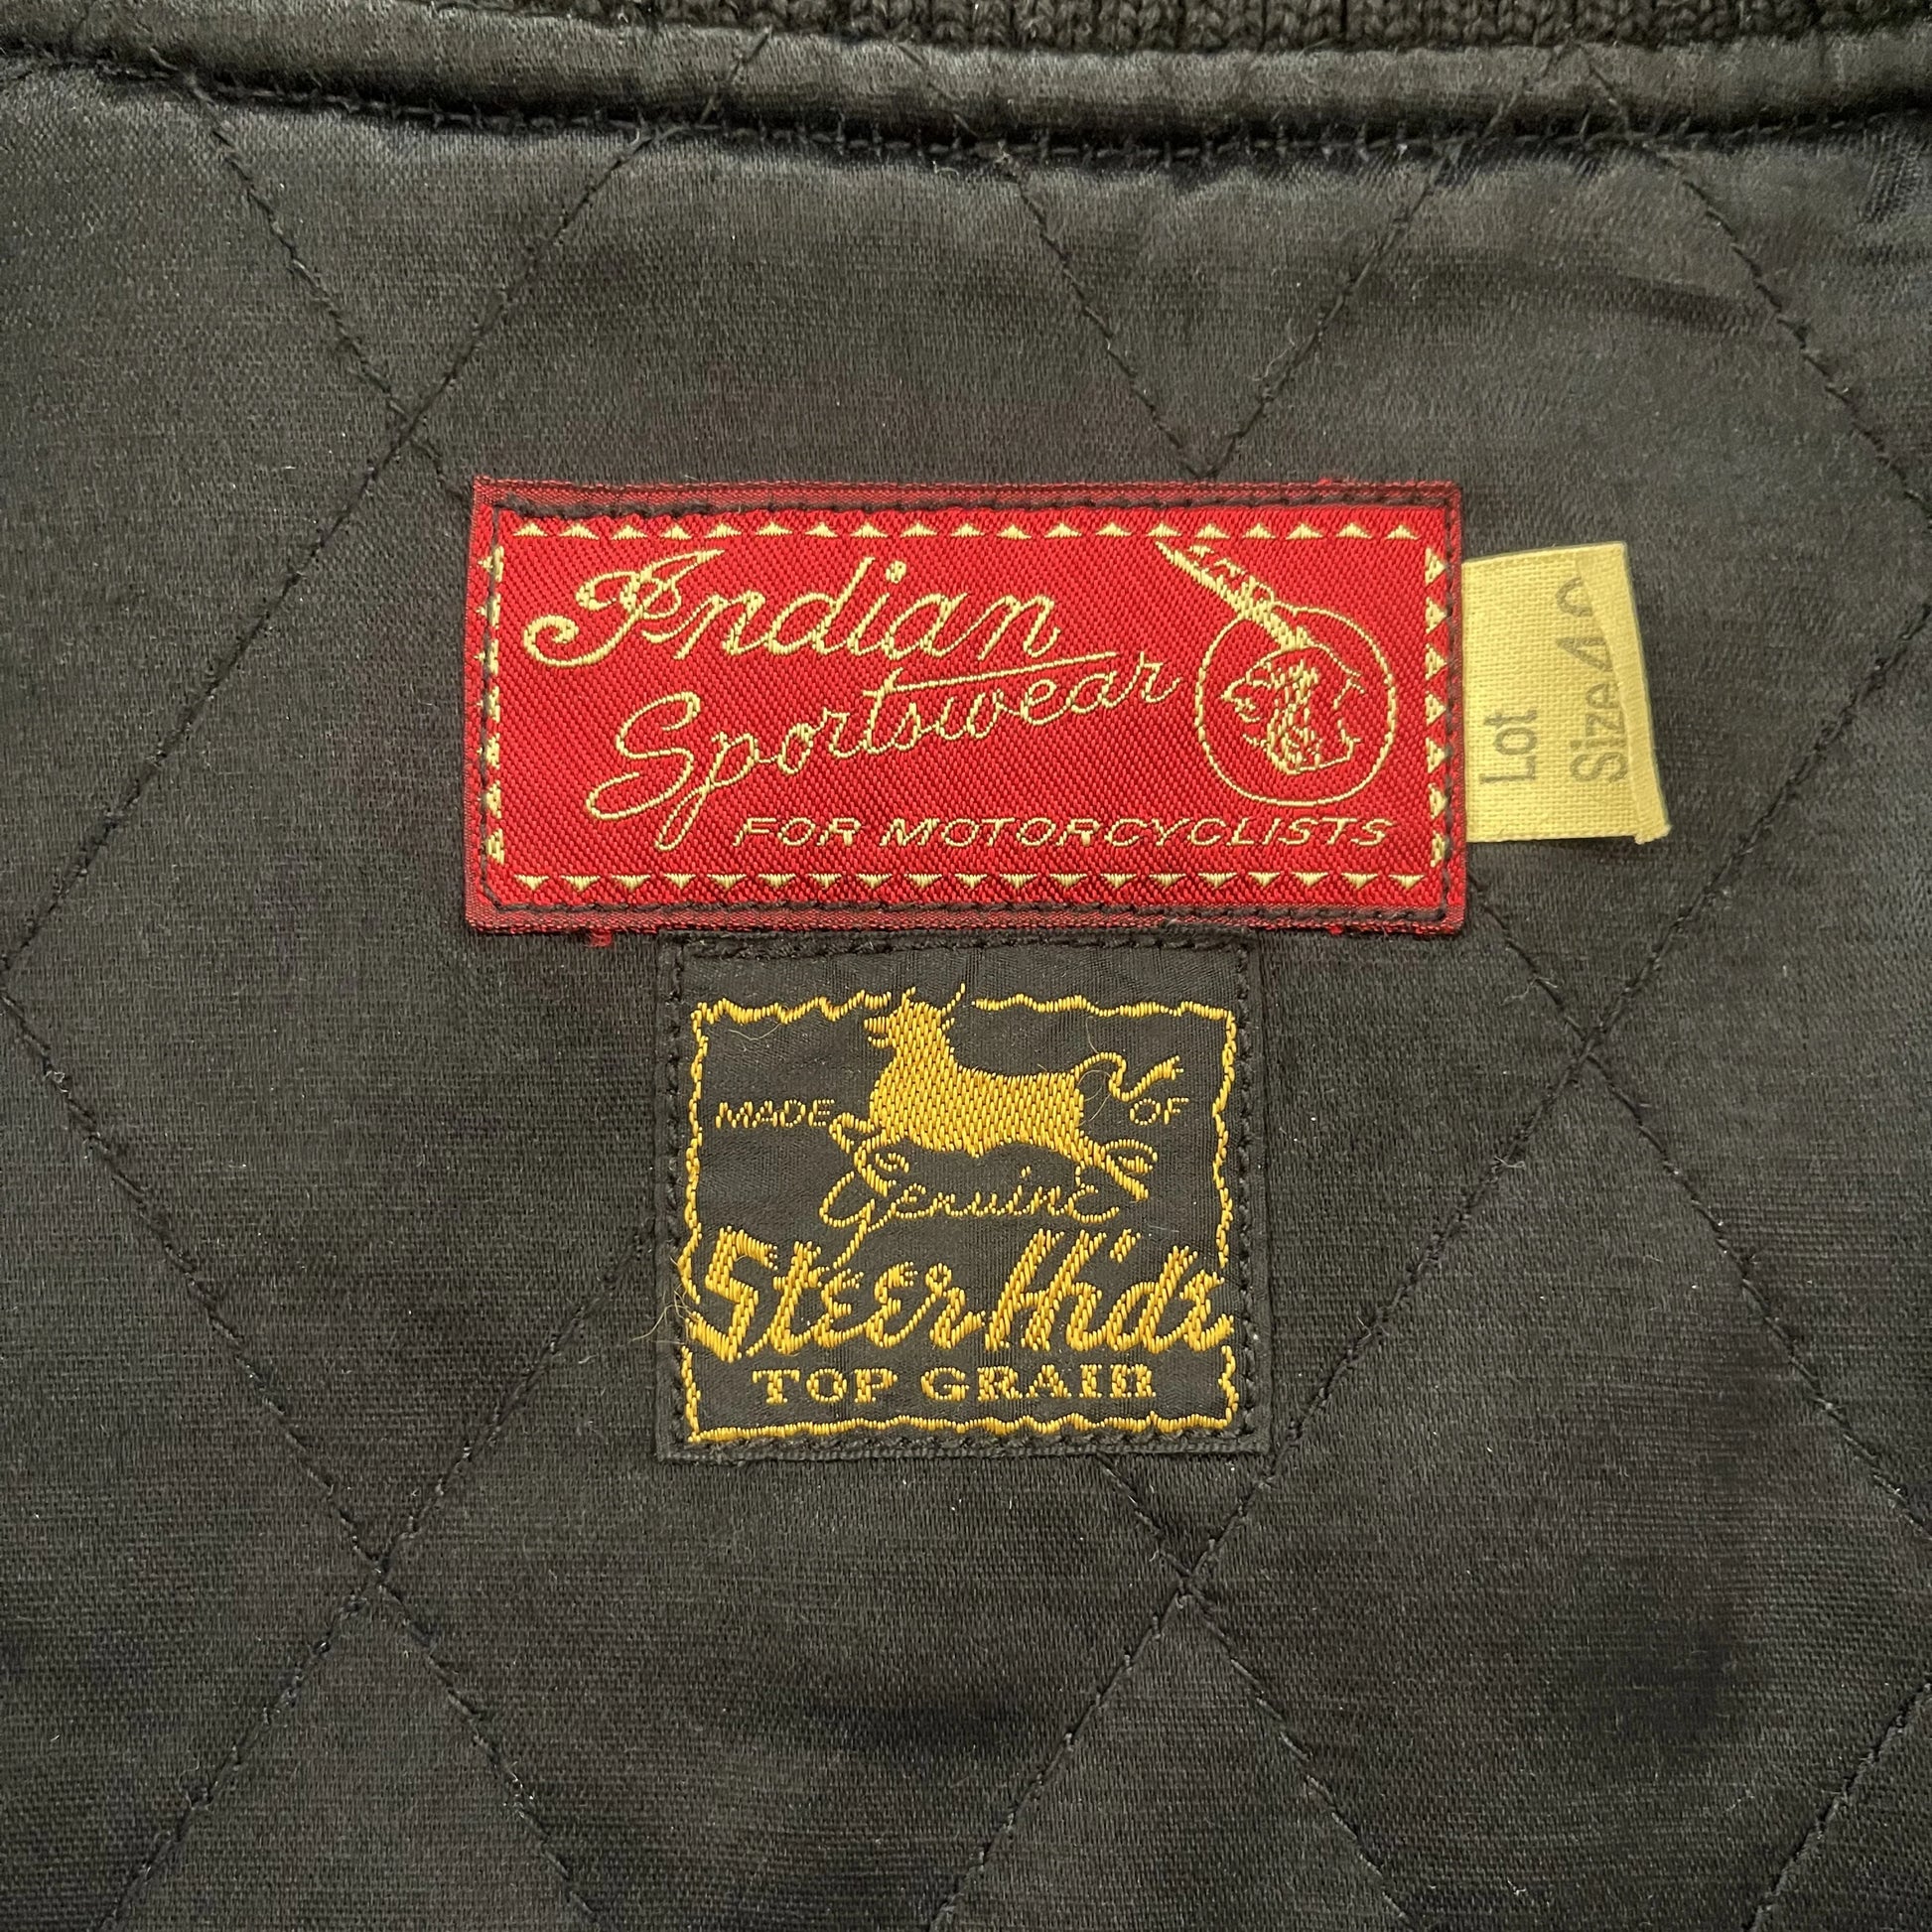 Indian
Sportswear
FOR MOTORCYCLISTS
Lot
Size
MADE OF
Genuine
Steer Hide
TOP GRAIN